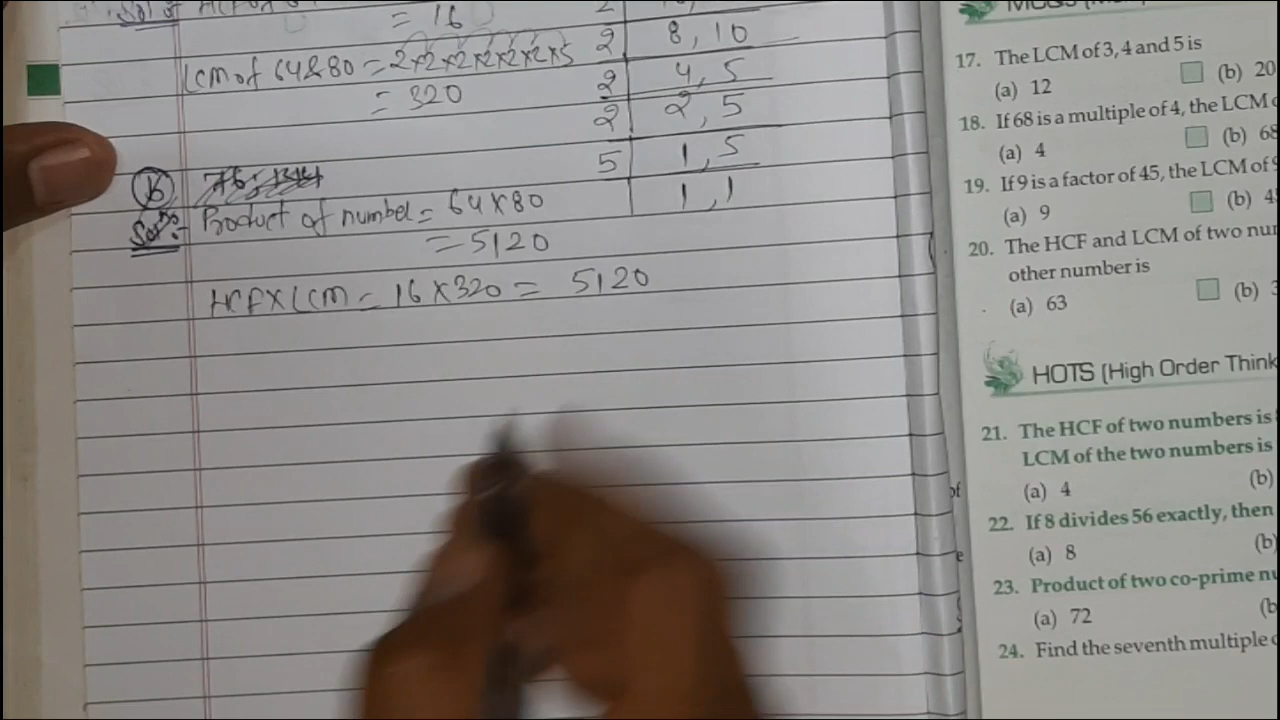 = 16
LCM of 64&80 = 2×2×2×2×2×2×5
= 320
2 8, 10
2 4, 5
2 2, 5
5 1, 5
1, 1
(b)
Soln:- Product of number = 64×80
= 5120
HCF×LCM = 16×320 = 5120
17. The LCM of 3, 4 and 5 is
(a) 12 (b) 20
18. If 68 is a multiple of 4, the LCM
(a) 4 (b) 68
19. If 9 is a factor of 45, the LCM of
(a) 9 (b)
20. The HCF and LCM of two
other number is
(a) 63 (b)
HOTS (High Order Think
21. The HCF of two numbers is
LCM of the two numbers is
(a) 4 (b)
22. If 8 divides 56 exactly, then
(a) 8 (b)
23. Product of two co-prime
(a) 72
24. Find the seventh multiple